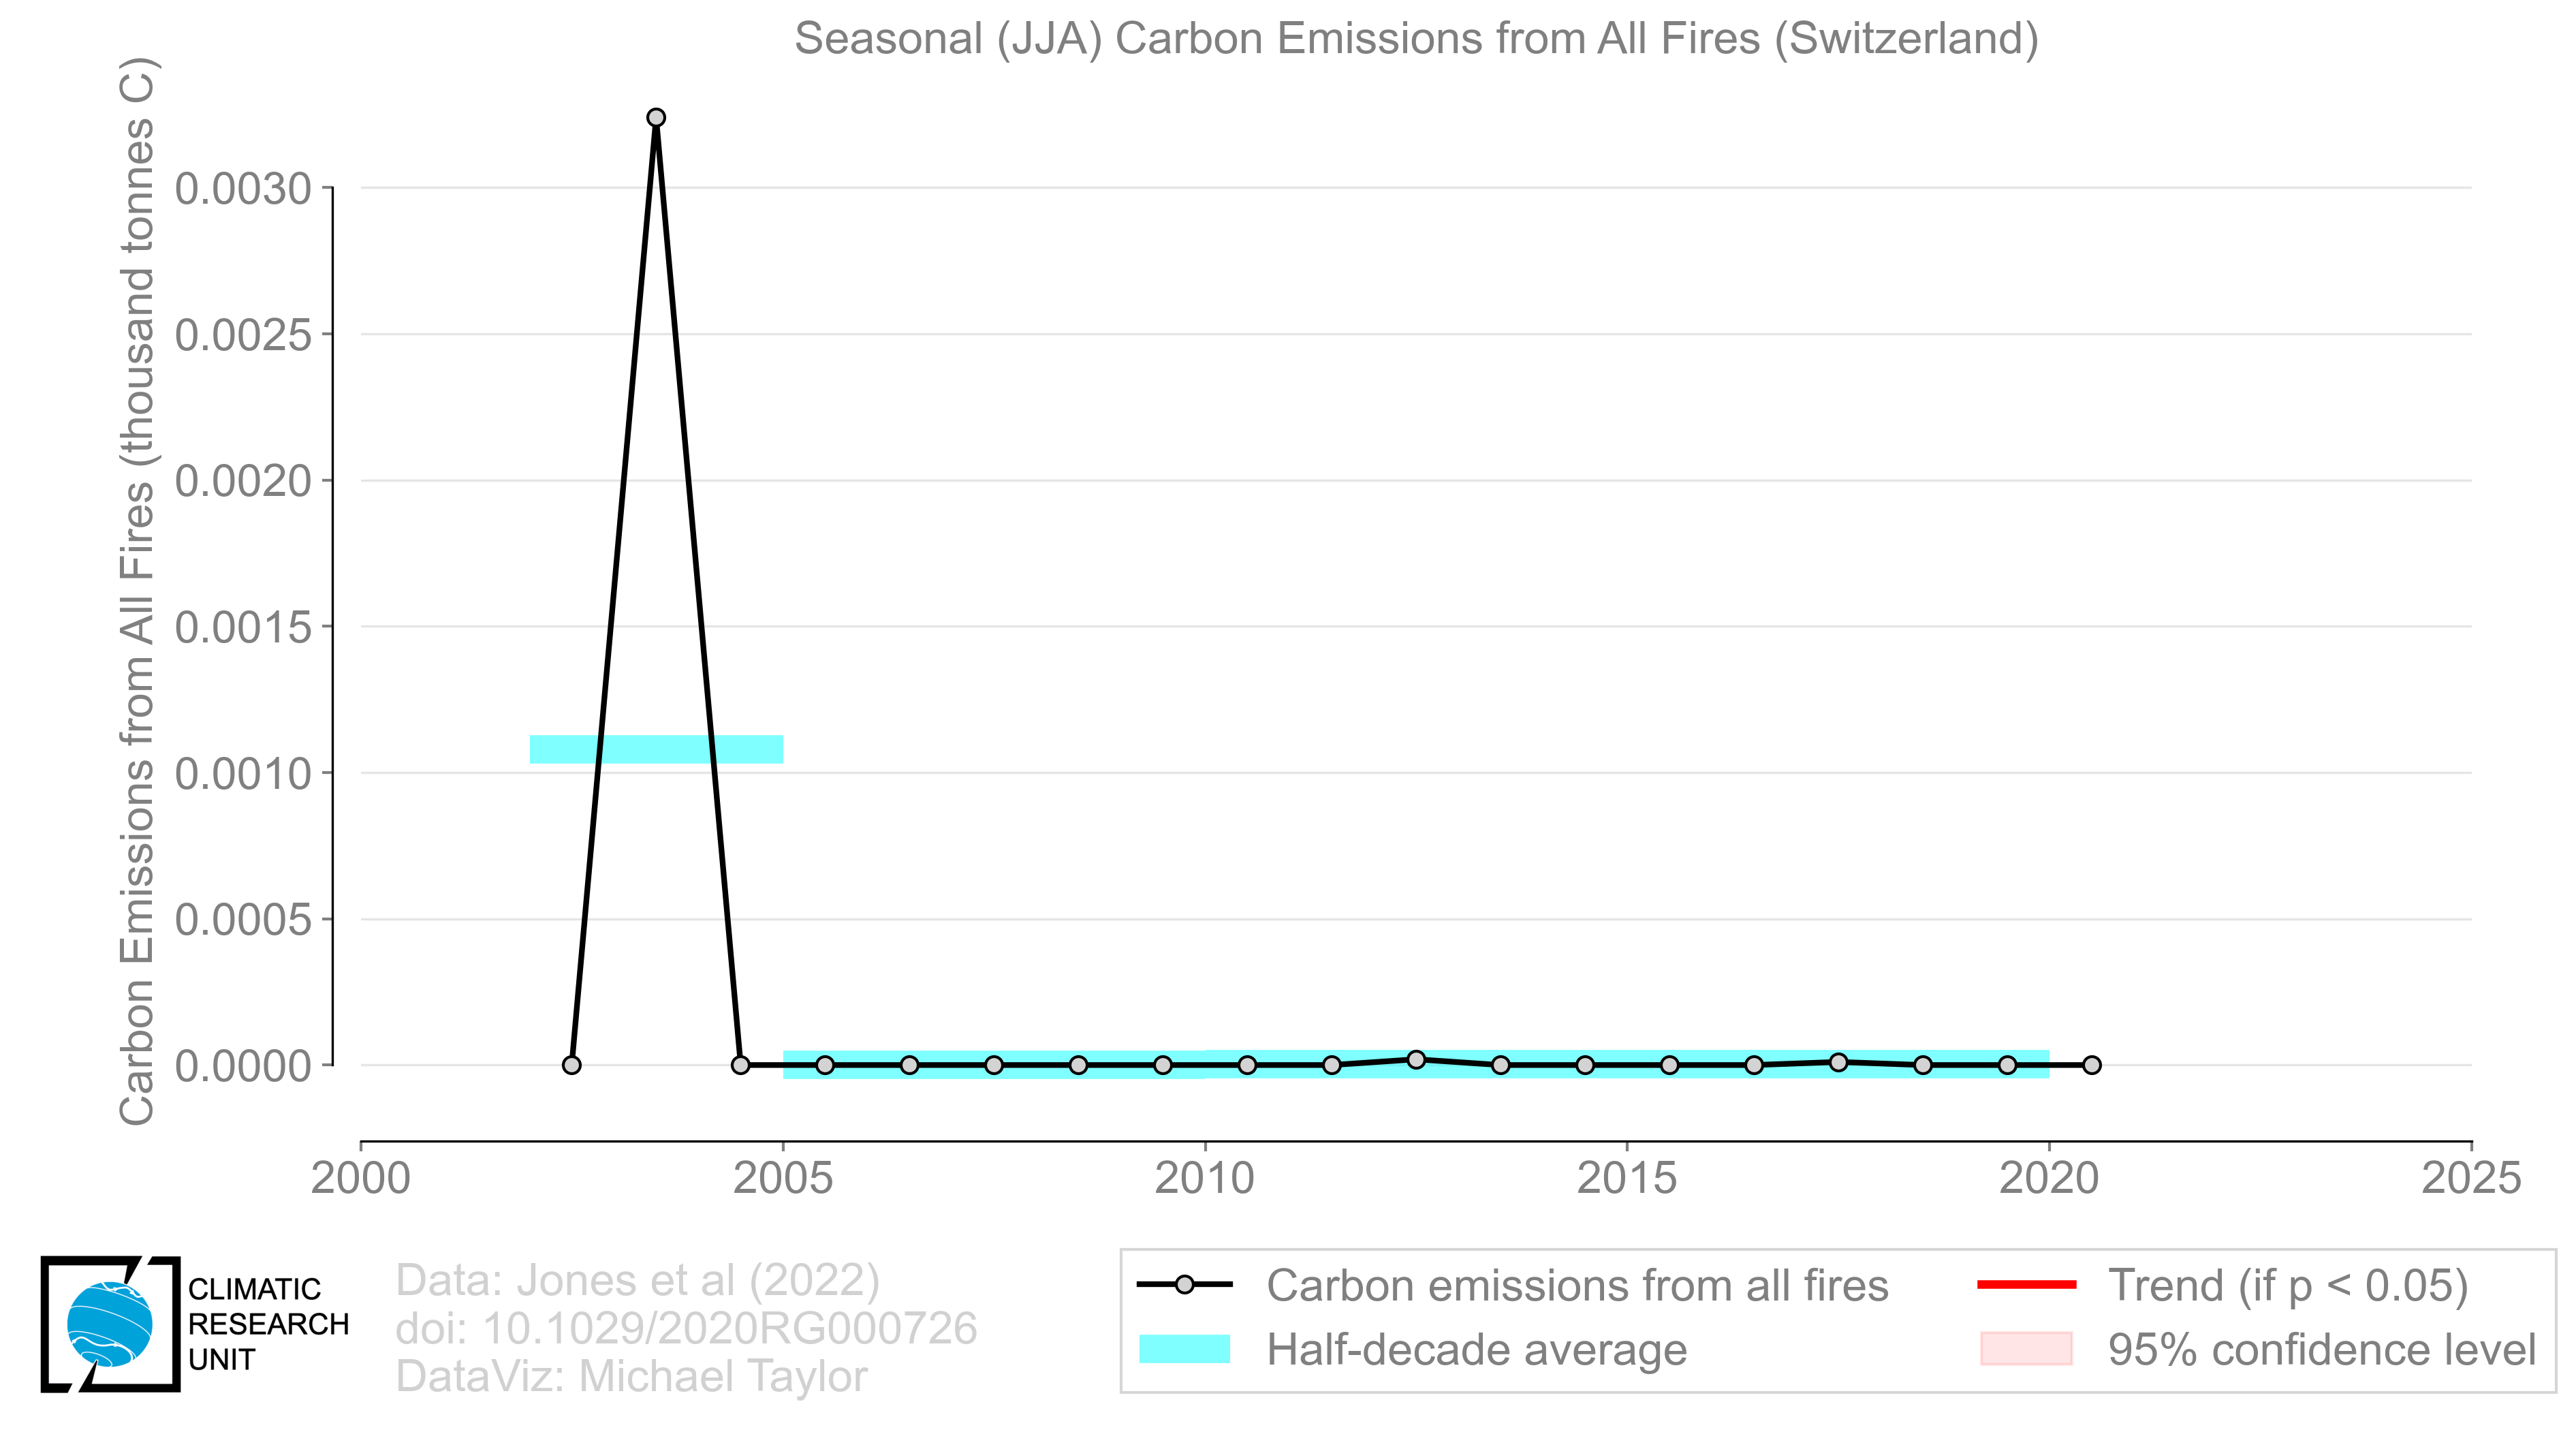 Seasonal (JJA) Carbon Emissions from All Fires (Switzerland)
Carbon Emissions from All Fires (thousand tonnes C)
0.0030
0.0025
0.0020
0.0015
0.0010
0.0005
0.0000
2000 2005 2010 2015 2020 2025
CLIMATIC
RESEARCH
UNIT
Data: Jones et al (2022)
doi: 10.1029/2020RG000726
DataViz: Michael Taylor
Carbon emissions from all fires
Half-decade average
Trend (if p < 0.05)
95% confidence level